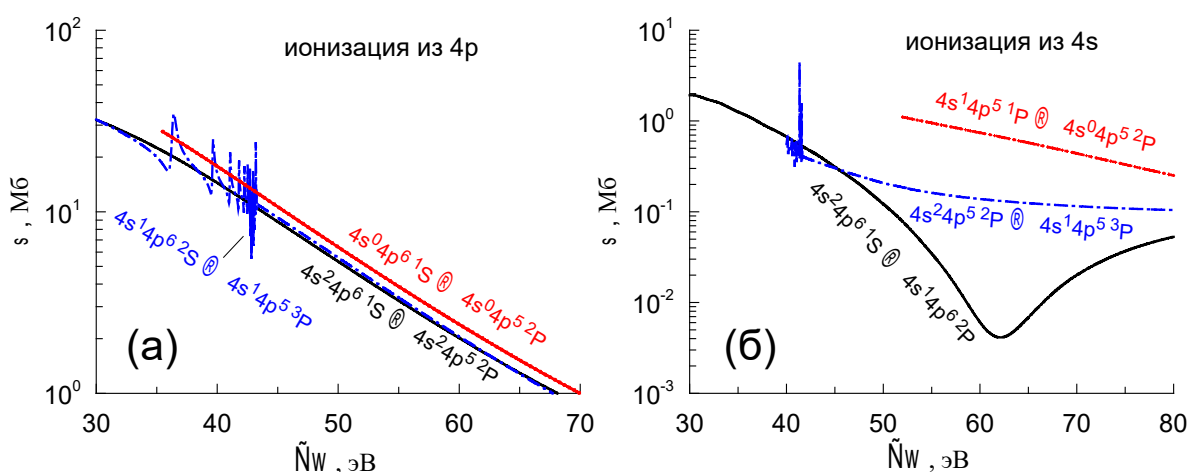 ионизация из 4p
10²
10¹
10⁰
s , Мб
4s⁰4p⁶ ¹S ® 4s⁰4p⁵ ²P
4s²4p⁶ ¹S ® 4s²4p⁵ ²P
4s¹4p⁶ ²S ® 4s¹4p⁵ ³P
(а)
30 40 50 60 70
Ñw , эВ
ионизация из 4s
10¹
10⁰
10⁻¹
10⁻²
10⁻³
s , Мб
4s¹4p⁵ ¹P ® 4s⁰4p⁵ ²P
4s²4p⁵ ²P ® 4s¹4p⁵ ³P
4s²4p⁶ ¹S ® 4s¹4p⁶ ²P
(б)
30 40 50 60 70 80
Ñw , эВ